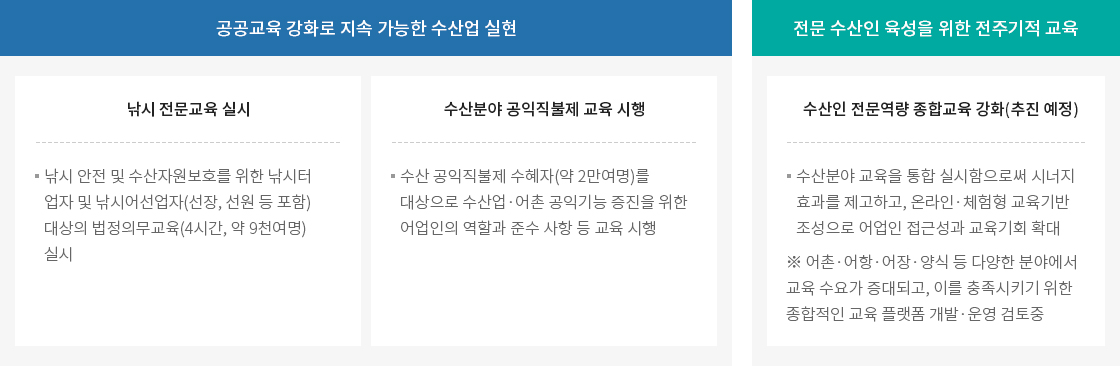 공공교육 강화로 지속 가능한 수산업 실현
낚시 전문교육 실시
낚시 안전 및 수산자원보호를 위한 낚시터
업자 및 낚시어선업자(선장, 선원 등 포함)
대상의 법정의무교육(4시간, 약 9천여명)
실시
수산분야 공익직불제 교육 시행
수산 공익직불제 수혜자(약 2만여명)를
대상으로 수산업·어촌 공익기능 증진을 위한
어업인의 역할과 준수 사항 등 교육 시행
전문 수산인 육성을 위한 전주기적 교육
수산인 전문역량 종합교육 강화(추진 예정)
수산분야 교육을 통합 실시함으로써 시너지
효과를 제고하고, 온라인·체험형 교육기반
조성으로 어업인 접근성과 교육기회 확대
※ 어촌·어항·어장·양식 등 다양한 분야에서
교육 수요가 증대되고, 이를 충족시키기 위한
종합적인 교육 플랫폼 개발·운영 검토중